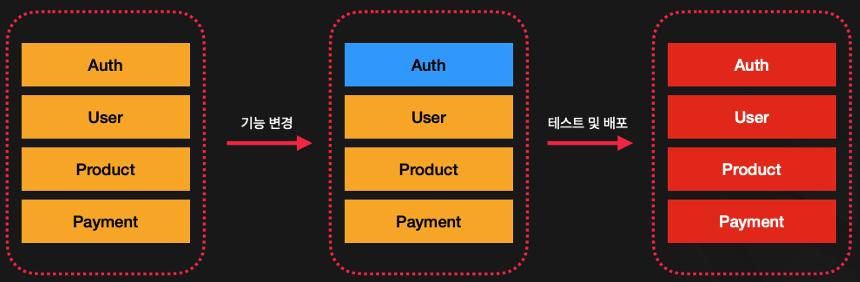 Auth
User
Product
Payment
기능 변경
Auth
User
Product
Payment
테스트 및 배포
Auth
User
Product
Payment